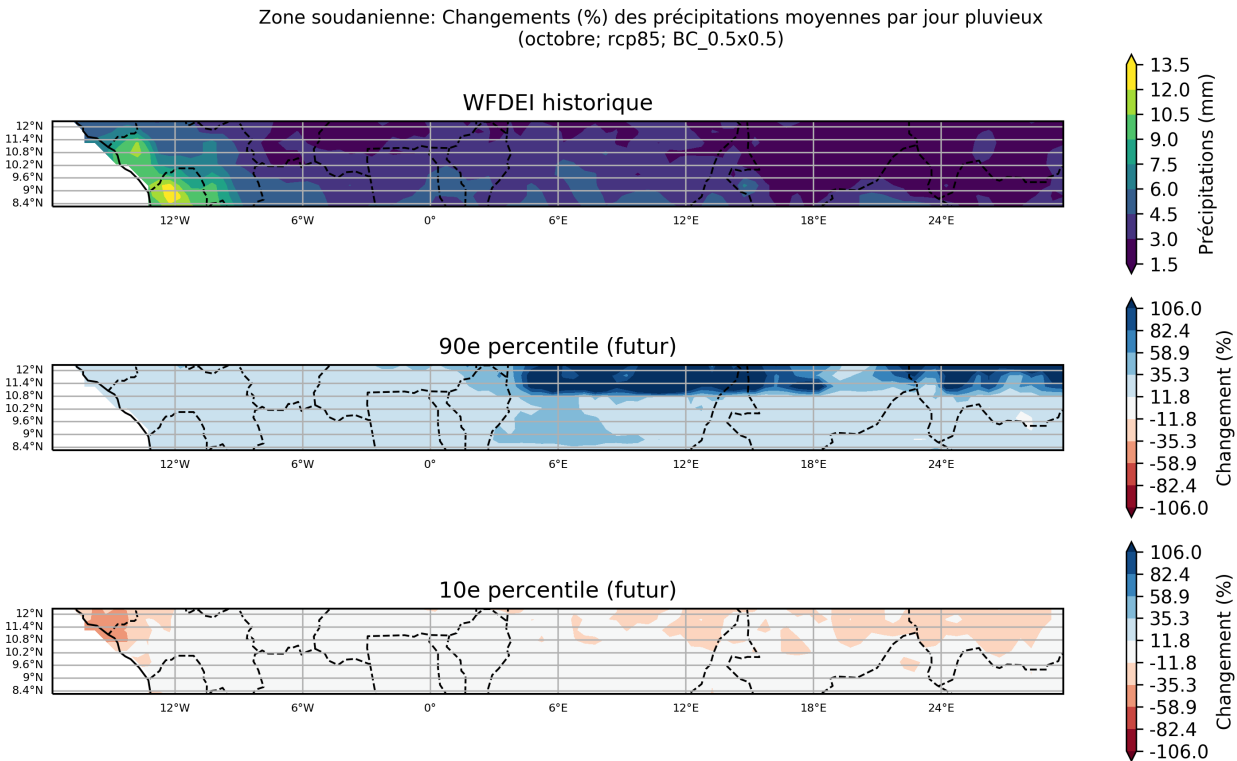 Zone soudanienne: Changements (%) des précipitations moyennes par jour pluvieux
(octobre; rcp85; BC_0.5x0.5)
WFDEI historique
12°N
11.4°N
10.8°N
10.2°N
9.6°N
9°N
8.4°N
12°W
6°W
0°
6°E
12°E
18°E
24°E
13.5
12.0
10.5
9.0
7.5
6.0
4.5
3.0
1.5
Précipitations (mm)
90e percentile (futur)
12°N
11.4°N
10.8°N
10.2°N
9.6°N
9°N
8.4°N
12°W
6°W
0°
6°E
12°E
18°E
24°E
106.0
82.4
58.9
35.3
11.8
-11.8
-35.3
-58.9
-82.4
-106.0
Changement (%)
10e percentile (futur)
12°N
11.4°N
10.8°N
10.2°N
9.6°N
9°N
8.4°N
12°W
6°W
0°
6°E
12°E
18°E
24°E
106.0
82.4
58.9
35.3
11.8
-11.8
-35.3
-58.9
-82.4
-106.0
Changement (%)